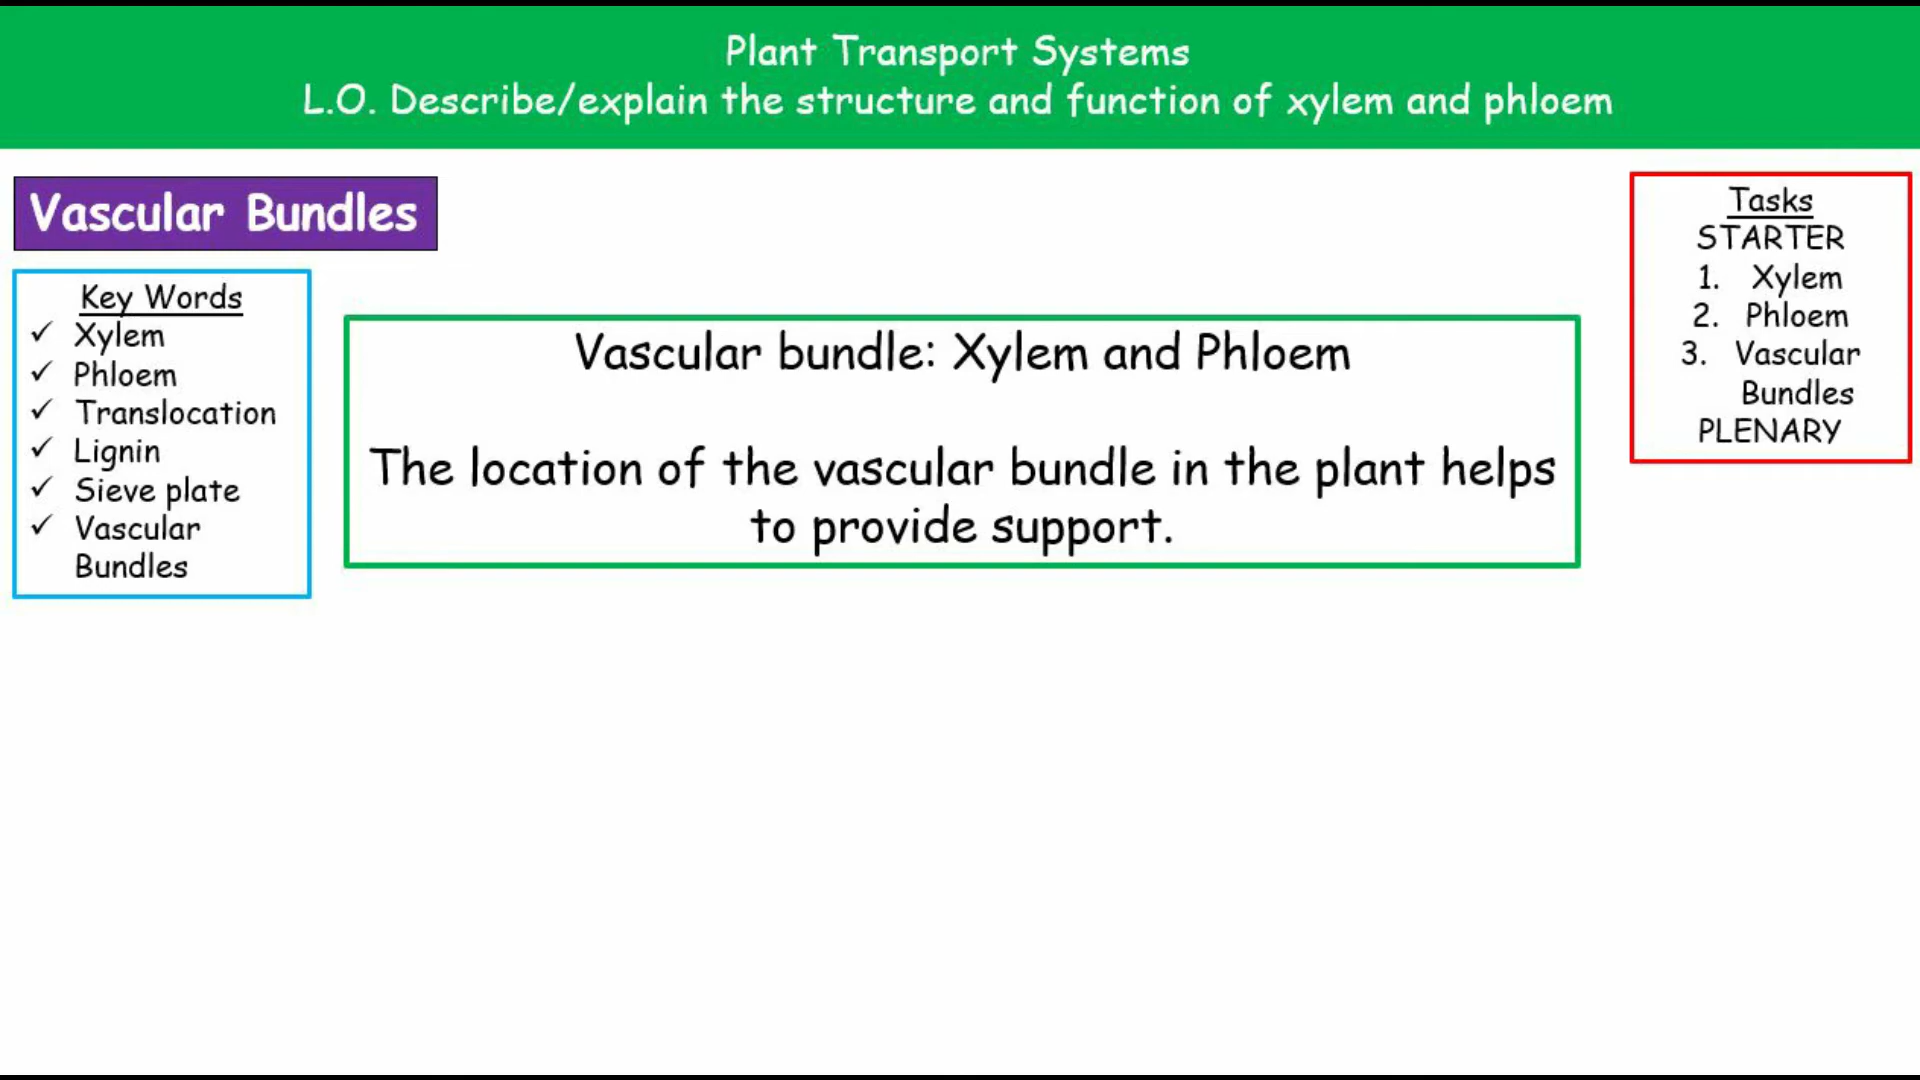 Plant Transport Systems
L.O. Describe/explain the structure and function of xylem and phloem
Vascular Bundles
Key Words
✓ Xylem
✓ Phloem
✓ Translocation
✓ Lignin
✓ Sieve plate
✓ Vascular
Bundles
Vascular bundle: Xylem and Phloem
The location of the vascular bundle in the plant helps
to provide support.
Tasks
STARTER
1. Xylem
2. Phloem
3. Vascular
Bundles
PLENARY